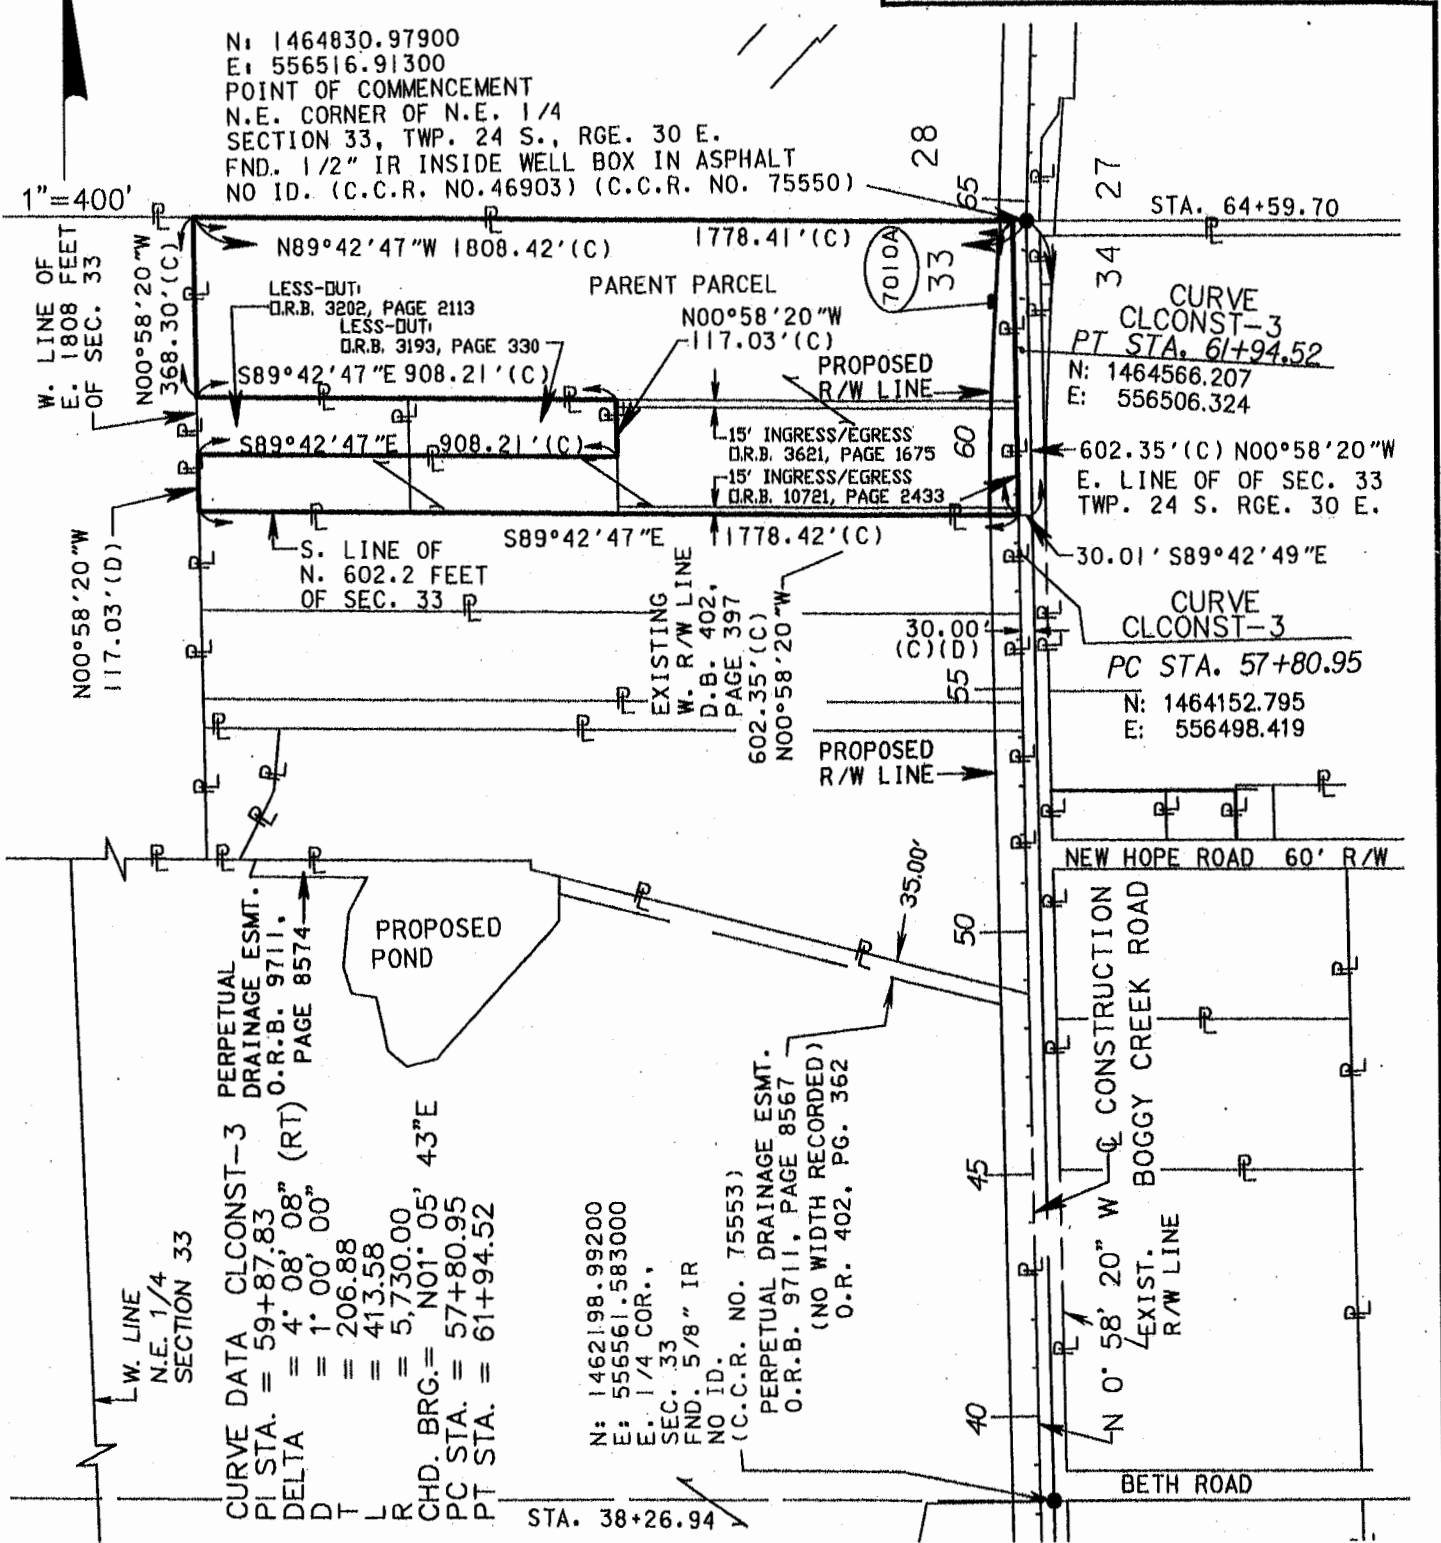 N: 1464830.97900
E: 556516.91300
POINT OF COMMENCEMENT
N.E. CORNER OF N.E. 1/4
SECTION 33, TWP. 24 S., RGE. 30 E.
FND. 1/2" IR INSIDE WELL BOX IN ASPHALT
NO ID. (C.C.R. NO.46903) (C.C.R. NO. 75550)
1"=400'
28
27
65
STA. 64+59.70
33
34
7010A
N89°42'47"W 1808.42'(C)
1778.41'(C)
W. LINE OF
E. 1808 FEET
OF SEC. 33
N00°58'20"W
368.30'(C)
LESS-OUT:
O.R.B. 3202, PAGE 2113
LESS-OUT:
O.R.B. 3193, PAGE 330
PARENT PARCEL
N00°58'20"W
117.03'(C)
PROPOSED
R/W LINE
CURVE
CLCONST-3
PT STA. 61+94.52
N: 1464566.207
E: 556506.324
S89°42'47"E 908.21'(C)
S89°42'47"E 908.21'(C)
15' INGRESS/EGRESS
O.R.B. 3621, PAGE 1675
15' INGRESS/EGRESS
O.R.B. 10721, PAGE 2433
60
602.35'(C) N00°58'20"W
E. LINE OF OF SEC. 33
TWP. 24 S. RGE. 30 E.
N00°58'20"W
117.03'(D)
S. LINE OF
N. 602.2 FEET
OF SEC. 33
S89°42'47"E 1778.42'(C)
30.01' S89°42'49"E
EXISTING
W. R/W LINE
D.B. 402,
PAGE 397
602.35'(C)
N00°58'20"W
30.00'
(C)(D)
55
CURVE
CLCONST-3
PC STA. 57+80.95
N: 1464152.795
E: 556498.419
PROPOSED
R/W LINE
NEW HOPE ROAD 60' R/W
PERPETUAL
DRAINAGE ESMT.
O.R.B. 9711,
PAGE 8574
PROPOSED
POND
35.00'
50
℄ CONSTRUCTION
BOGGY CREEK ROAD
PERPETUAL DRAINAGE ESMT.
O.R.B. 9711, PAGE 8567
(NO WIDTH RECORDED)
O.R. 402, PG. 362
45
N 0° 58' 20" W
EXIST.
R/W LINE
W. LINE
N.E. 1/4
SECTION 33
CURVE DATA CLCONST-3
PI STA. = 59+87.83
DELTA = 4° 08' 08" (RT)
D = 1° 00' 00"
T = 206.88
L = 413.58
R = 5,730.00
CHD. BRG.= N01° 05' 43"E
PC STA. = 57+80.95
PT STA. = 61+94.52
N: 1462198.99200
E: 556561.583000
E. 1/4 COR.,
SEC. 33
FND. 5/8" IR
NO ID.
(C.C.R. NO. 75553)
40
BETH ROAD
STA. 38+26.94